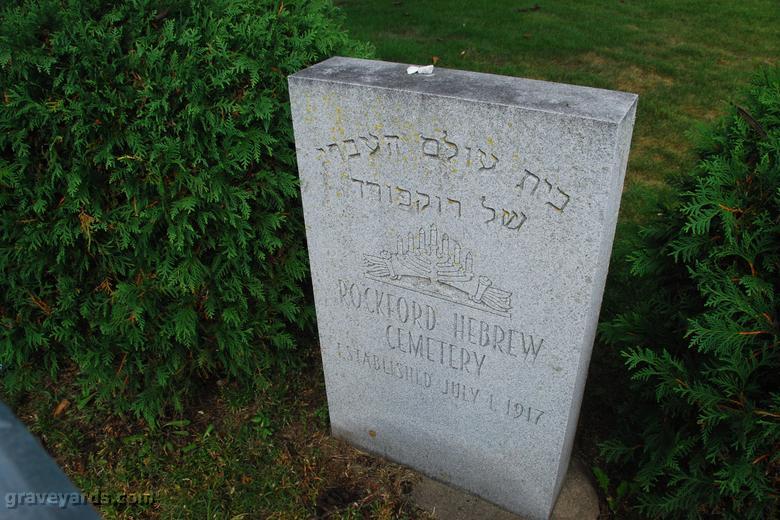 בית עולם העברי
של רוקפורד
ROCKFORD HEBREW
CEMETERY
ESTABLISHED JULY 1, 1917
graveyards.com